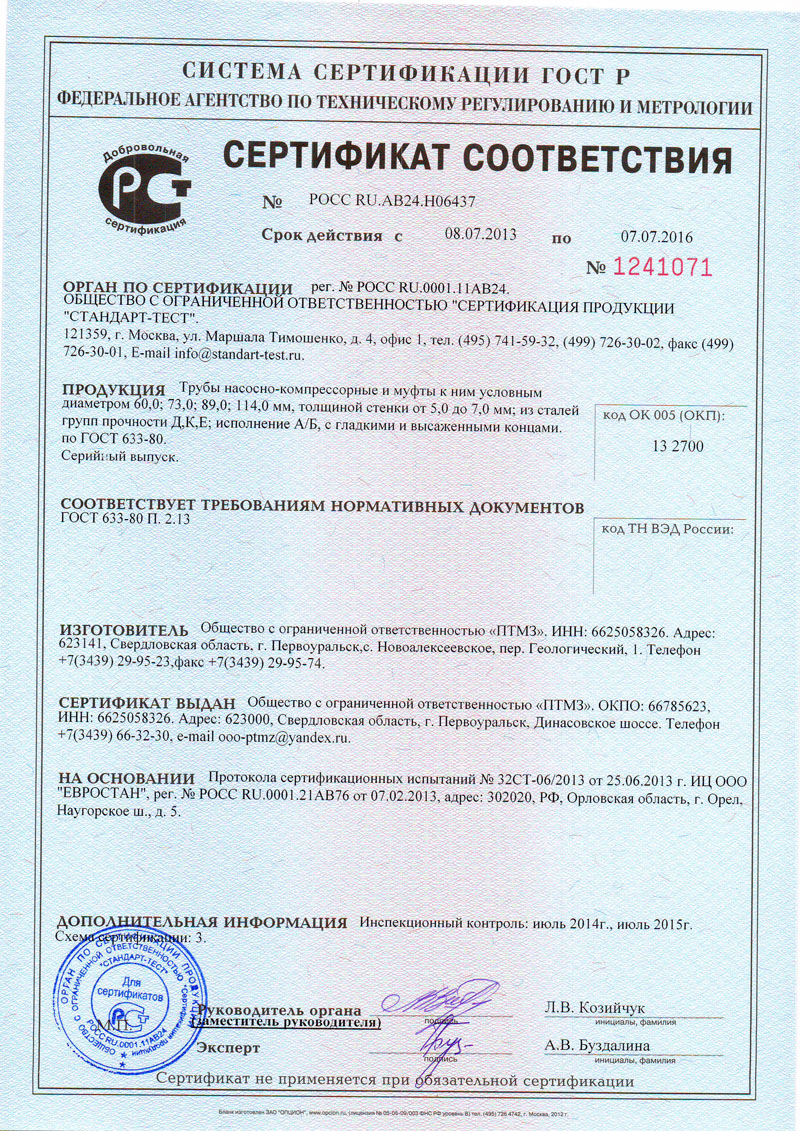 СИСТЕМА СЕРТИФИКАЦИИ ГОСТ Р
ФЕДЕРАЛЬНОЕ АГЕНТСТВО ПО ТЕХНИЧЕСКОМУ РЕГУЛИРОВАНИЮ И МЕТРОЛОГИИ
Добровольная
сертификация
СЕРТИФИКАТ СООТВЕТСТВИЯ
№ РОСС RU.АВ24.Н06437
Срок действия с 08.07.2013 по 07.07.2016
№ 1241071
ОРГАН ПО СЕРТИФИКАЦИИ рег. № РОСС RU.0001.11АВ24.
ОБЩЕСТВО С ОГРАНИЧЕННОЙ ОТВЕТСТВЕННОСТЬЮ "СЕРТИФИКАЦИЯ ПРОДУКЦИИ
"СТАНДАРТ-ТЕСТ".
121359, г. Москва, ул. Маршала Тимошенко, д. 4, офис 1, тел. (495) 741-59-32, (499) 726-30-02, факс (499)
726-30-01, E-mail info@standart-test.ru.
ПРОДУКЦИЯ Трубы насосно-компрессорные и муфты к ним условным
диаметром 60,0; 73,0; 89,0; 114,0 мм, толщиной стенки от 5,0 до 7,0 мм; из сталей
групп прочности Д,К,Е; исполнение А/Б, с гладкими и высаженными концами.
по ГОСТ 633-80.
Серийный выпуск.
код ОК 005 (ОКП):
13 2700
СООТВЕТСТВУЕТ ТРЕБОВАНИЯМ НОРМАТИВНЫХ ДОКУМЕНТОВ
ГОСТ 633-80 П. 2.13
код ТН ВЭД России:
ИЗГОТОВИТЕЛЬ Общество с ограниченной ответственностью «ПТМЗ». ИНН: 6625058326. Адрес:
623141, Свердловская область, г. Первоуральск,с. Новоалексеевское, пер. Геологический, 1. Телефон
+7(3439) 29-95-23,факс +7(3439) 29-95-74.
СЕРТИФИКАТ ВЫДАН Общество с ограниченной ответственностью «ПТМЗ». ОКПО: 66785623,
ИНН: 6625058326. Адрес: 623000, Свердловская область, г. Первоуральск, Динасовское шоссе. Телефон
+7(3439) 66-32-30, e-mail ooo-ptmz@yandex.ru.
НА ОСНОВАНИИ Протокола сертификационных испытаний № 32СТ-06/2013 от 25.06.2013 г. ИЦ ООО
"ЕВРОСТАН", рег. № РОСС RU.0001.21АВ76 от 07.02.2013, адрес: 302020, РФ, Орловская область, г. Орел,
Наугорское ш., д. 5.
ДОПОЛНИТЕЛЬНАЯ ИНФОРМАЦИЯ Инспекционный контроль: июль 2014г., июль 2015г.
Схема сертификации: 3.
ОРГАН ПО СЕРТИФИКАЦИИ ПРОДУКЦИИ
ОБЩЕСТВО С ОГРАНИЧЕННОЙ ОТВЕТСТВЕННОСТЬЮ "Сертификация продукции
"СТАНДАРТ-ТЕСТ"
Для
сертификатов
РОСС RU.0001.11АВ24
М.П.
Руководитель органа
(заместитель руководителя)
подпись
Л.В. Козийчук
инициалы, фамилия
Эксперт
подпись
А.В. Буздалина
инициалы, фамилия
Сертификат не применяется при обязательной сертификации
Бланк изготовлен ЗАО "ОПЦИОН", www.opcion.ru, (лицензия № 05-05-09/003 ФНС РФ уровень В) тел. (495) 726 4742, г. Москва, 2012 г.